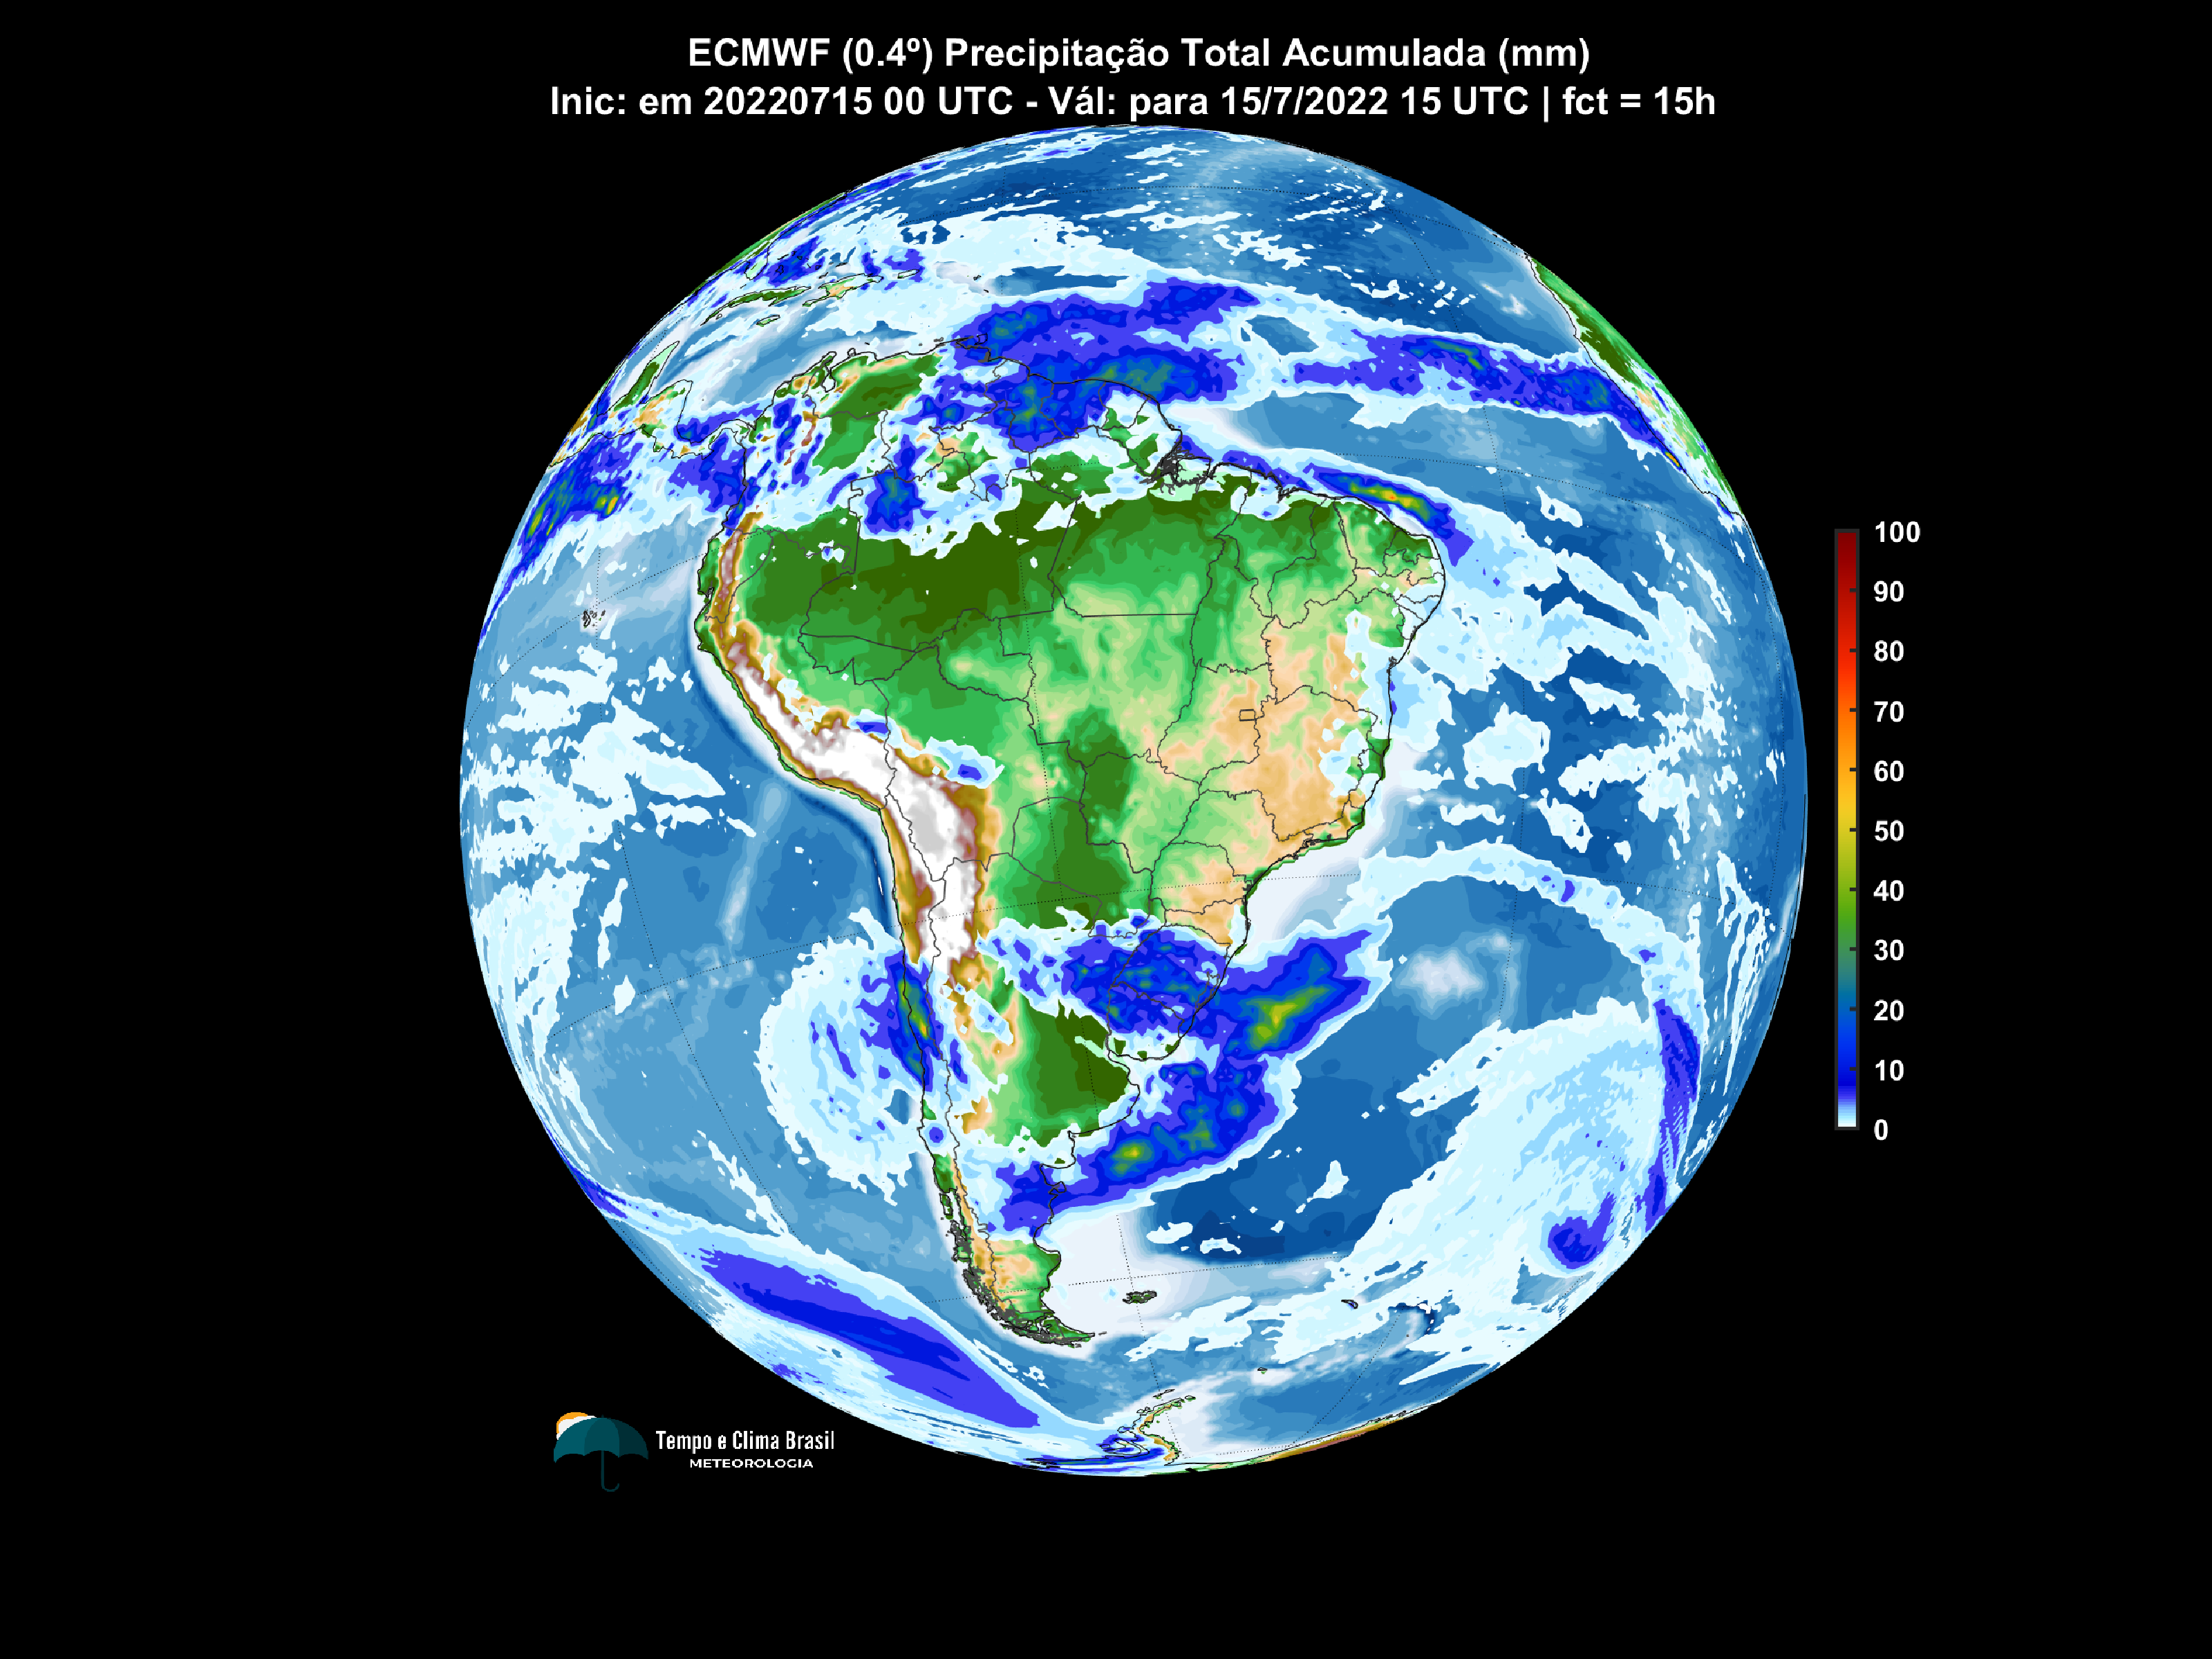 ECMWF (0.4º) Precipitação Total Acumulada (mm)
Inic: em 20220715 00 UTC - Vál: para 15/7/2022 15 UTC | fct = 15h
100
90
80
70
60
50
40
30
20
10
0
Tempo e Clima Brasil
METEOROLOGIA